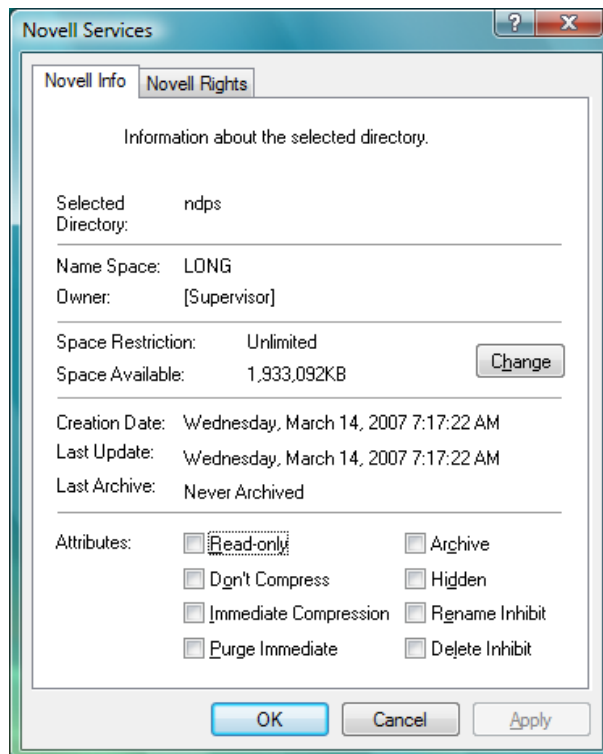 Novell Services
Novell Info Novell Rights
Information about the selected directory.
Selected Directory: ndps
Name Space: LONG
Owner: [Supervisor]
Space Restriction: Unlimited
Space Available: 1,933,092KB
Change
Creation Date: Wednesday, March 14, 2007 7:17:22 AM
Last Update: Wednesday, March 14, 2007 7:17:22 AM
Last Archive: Never Archived
Attributes: Read-only Archive
Don't Compress Hidden
Immediate Compression Rename Inhibit
Purge Immediate Delete Inhibit
OK Cancel Apply